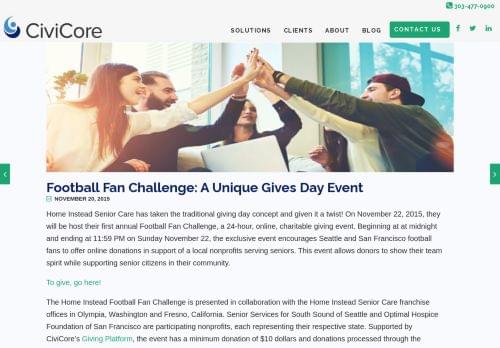 303-477-0900
CiviCore
SOLUTIONS CLIENTS ABOUT BLOG CONTACT US
Football Fan Challenge: A Unique Gives Day Event
NOVEMBER 20, 2015
Home Instead Senior Care has taken the traditional giving day concept and given it a twist! On November 22, 2015, they
will be host their first annual Football Fan Challenge, a 24-hour, online, charitable giving event. Beginning at at midnight
and ending at 11:59 PM on Sunday November 22, the exclusive event encourages Seattle and San Francisco football
fans to offer online donations in support of a local nonprofits serving seniors. This event allows donors to show their team
spirit while supporting senior citizens in their community.
To give, go here!
The Home Instead Football Fan Challenge is presented in collaboration with the Home Instead Senior Care franchise
offices in Olympia, Washington and Fresno, California. Senior Services for South Sound of Seattle and Optimal Hospice
Foundation of San Francisco are participating nonprofits, each representing their respective state. Supported by
CiviCore's Giving Platform, the event has a minimum donation of $10 dollars and donations processed through the